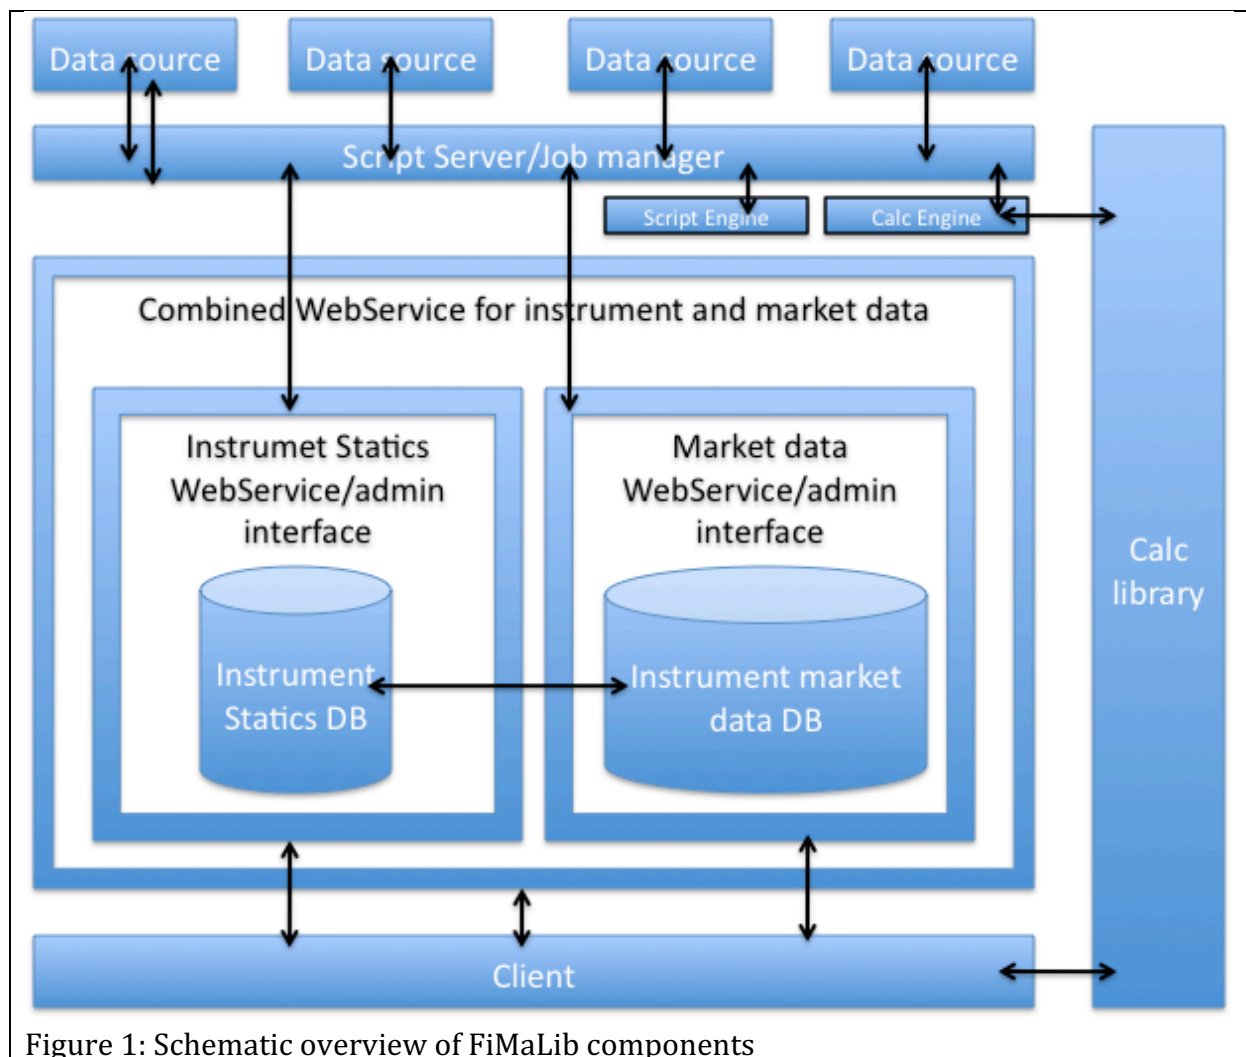 Data source
Data source
Data source
Data source
Script Server/Job manager
Script Engine
Calc Engine
Combined WebService for instrument and market data
Instrumet Statics
WebService/admin
interface
Market data
WebService/admin
interface
Instrument
Statics DB
Instrument market
data DB
Calc
library
Client
Figure 1: Schematic overview of FiMaLib components